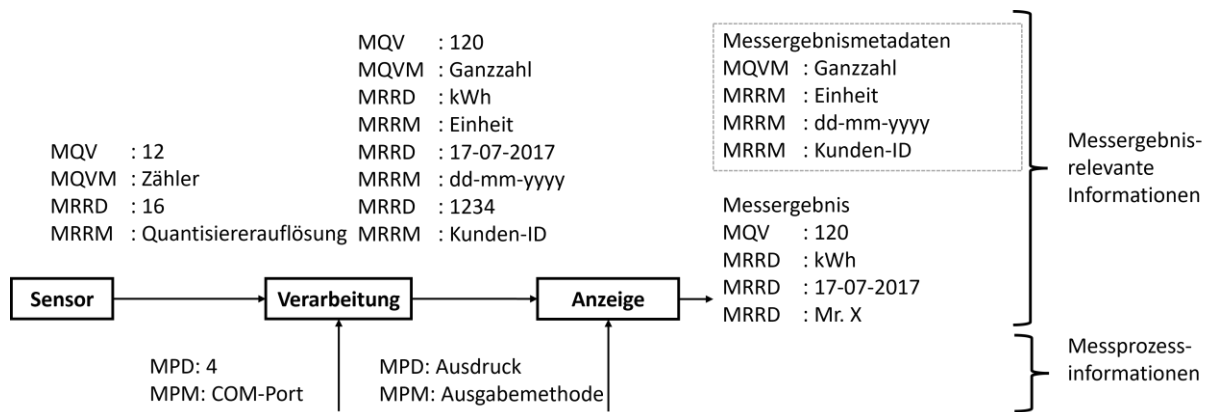 MQV : 120
MQVM : Ganzzahl
MRRD : kWh
MRRM : Einheit
MRRD : 17-07-2017
MRRM : dd-mm-yyyy
MRRD : 1234
MRRM : Kunden-ID
MQV : 12
MQVM : Zähler
MRRD : 16
MRRM : Quantisiererauflösung
Messergebnismetadaten
MQVM : Ganzzahl
MRRM : Einheit
MRRM : dd-mm-yyyy
MRRM : Kunden-ID
Messergebnis
MQV : 120
MRRD : kWh
MRRD : 17-07-2017
MRRD : Mr. X
Messergebnis-
relevante
Informationen
Sensor
Verarbeitung
Anzeige
MPD: 4
MPM: COM-Port
MPD: Ausdruck
MPM: Ausgabemethode
Messprozess-
informationen